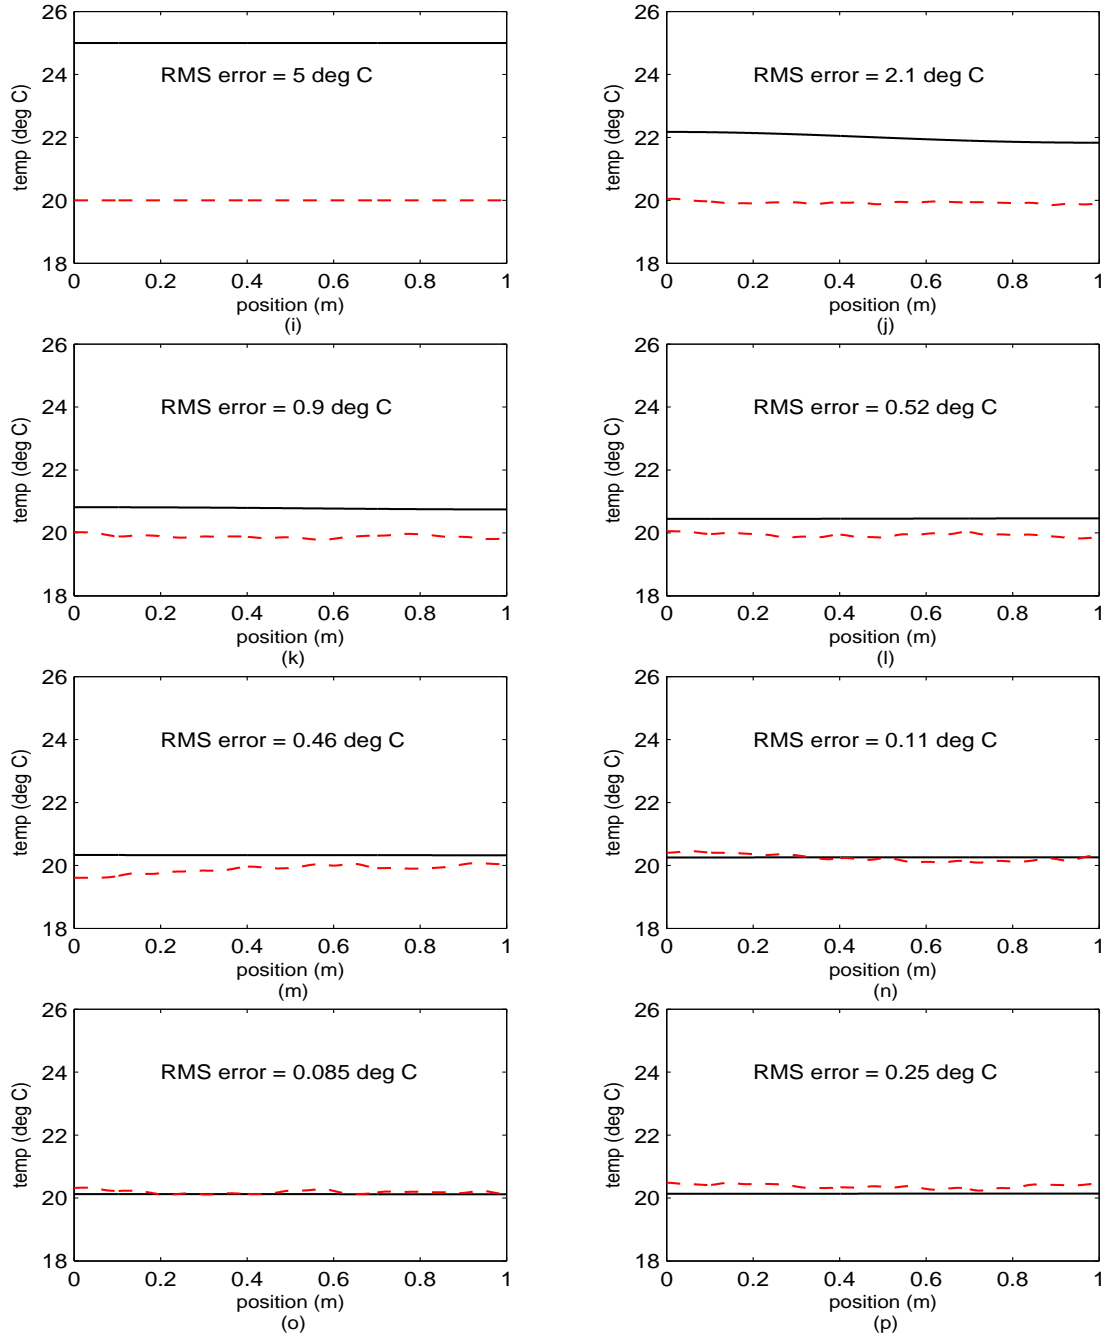 26
24
22
20
18
temp (deg C)
RMS error = 5 deg C
0 0.2 0.4 0.6 0.8 1
position (m)
(i)
26
24
22
20
18
temp (deg C)
RMS error = 2.1 deg C
0 0.2 0.4 0.6 0.8 1
position (m)
(j)
26
24
22
20
18
temp (deg C)
RMS error = 0.9 deg C
0 0.2 0.4 0.6 0.8 1
position (m)
(k)
26
24
22
20
18
temp (deg C)
RMS error = 0.52 deg C
0 0.2 0.4 0.6 0.8 1
position (m)
(l)
26
24
22
20
18
temp (deg C)
RMS error = 0.46 deg C
0 0.2 0.4 0.6 0.8 1
position (m)
(m)
26
24
22
20
18
temp (deg C)
RMS error = 0.11 deg C
0 0.2 0.4 0.6 0.8 1
position (m)
(n)
26
24
22
20
18
temp (deg C)
RMS error = 0.085 deg C
0 0.2 0.4 0.6 0.8 1
position (m)
(o)
26
24
22
20
18
temp (deg C)
RMS error = 0.25 deg C
0 0.2 0.4 0.6 0.8 1
position (m)
(p)